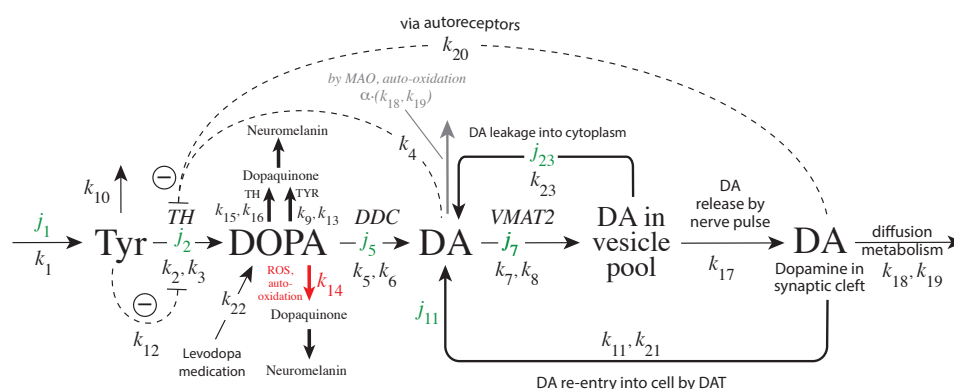 via autoreceptors
k20
by MAO, auto-oxidation
α·(k18, k19)
Neuromelanin
DA leakage into cytoplasm
k4
j23
k23
Dopaquinone
k10
−
TH
TYR
k15, k16
k9, k13
TH
DDC
VMAT2
DA in
vesicle
pool
DA
release by
nerve pulse
j1
k1
Tyr
j2
DOPA
j5
DA
j7
k17
DA
diffusion
metabolism
k18, k19
k2, k3
ROS,
auto-
oxidation
k14
k5, k6
k7, k8
Dopamine in
synaptic cleft
−
k22
Dopaquinone
j11
k12
Levodopa
medication
Neuromelanin
k11, k21
DA re-entry into cell by DAT